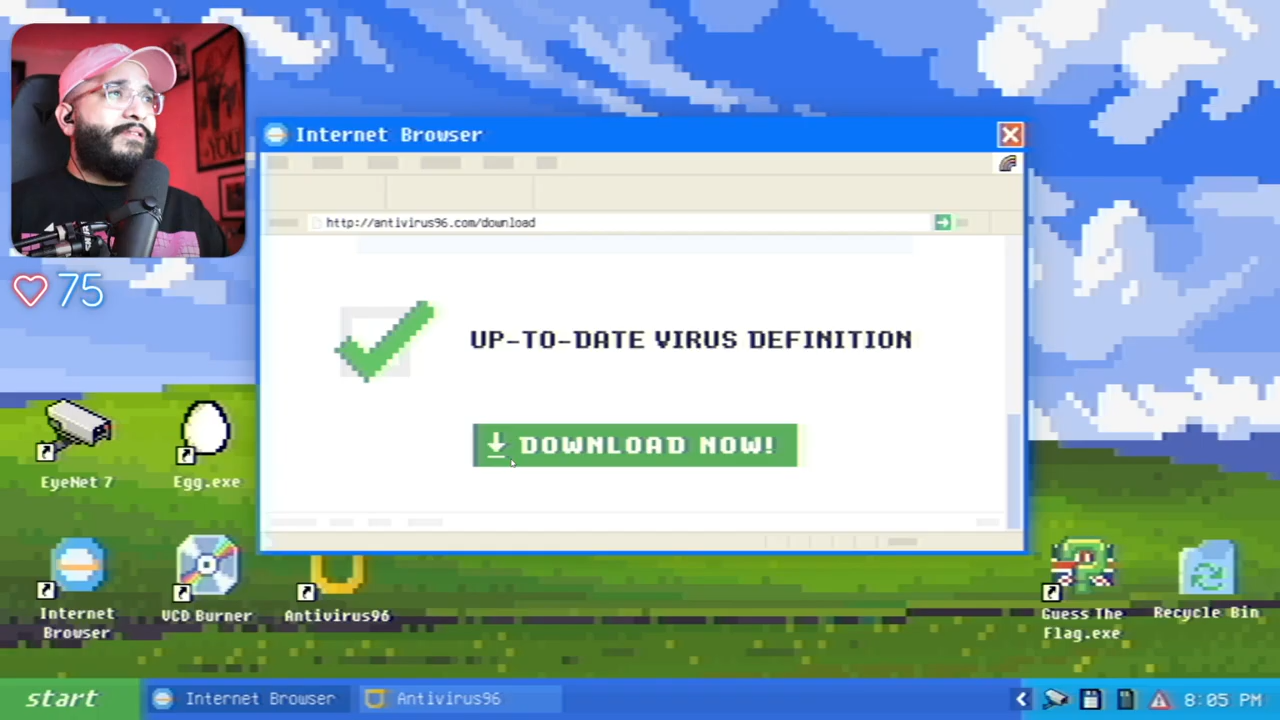 Internet Browser
http://antivirus96.com/download
75
UP-TO-DATE VIRUS DEFINITION
DOWNLOAD NOW!
EyeNet 7
Egg.exe
Internet
Browser
VCD Burner
Antivirus96
Guess The
Flag.exe
Recycle Bin
start
Internet Browser
Antivirus96
8:05 PM